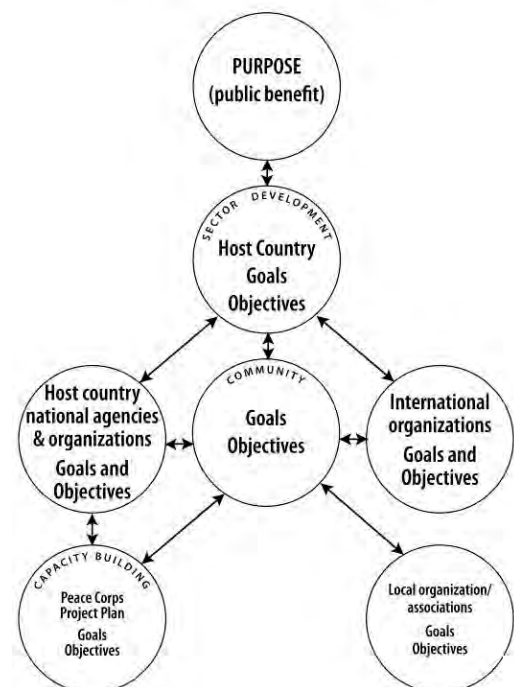 PURPOSE
(public benefit)
SECTOR DEVELOPMENT
Host Country
Goals
Objectives
COMMUNITY
Goals
Objectives
Host country
national agencies
& organizations
Goals and
Objectives
International
organizations
Goals and
Objectives
CAPACITY BUILDING
Peace Corps
Project Plan
Goals
Objectives
Local organization/
associations
Goals
Objectives